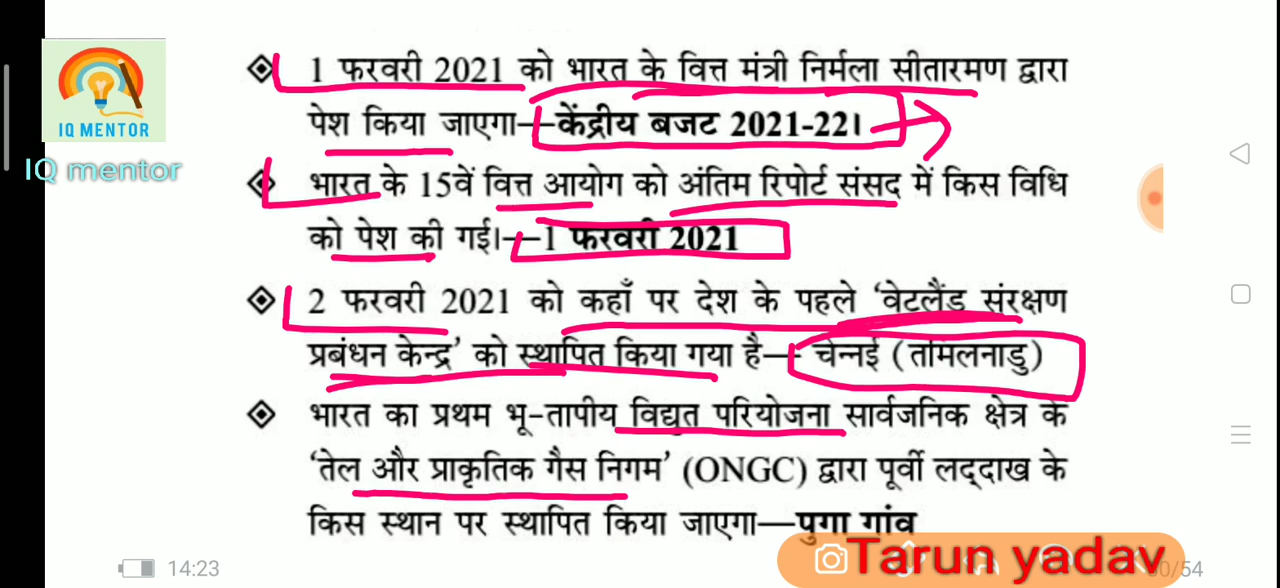 IQ MENTOR
IQ mentor
1 फरवरी 2021 को भारत के वित्त मंत्री निर्मला सीतारमण द्वारा
पेश किया जाएगा—केंद्रीय बजट 2021-22।
भारत के 15वें वित्त आयोग को अंतिम रिपोर्ट संसद में किस विधि
को पेश की गई।—1 फरवरी 2021
2 फरवरी 2021 को कहाँ पर देश के पहले ‘वेटलैंड संरक्षण
प्रबंधन केन्द्र’ को स्थापित किया गया है— चेन्नई (तमिलनाडु)
भारत का प्रथम भू-तापीय विद्युत परियोजना सार्वजनिक क्षेत्र के
‘तेल और प्राकृतिक गैस निगम’ (ONGC) द्वारा पूर्वी लद्दाख के
किस स्थान पर स्थापित किया जाएगा—पुगा गांव
Tarun yadav
14:23
/54